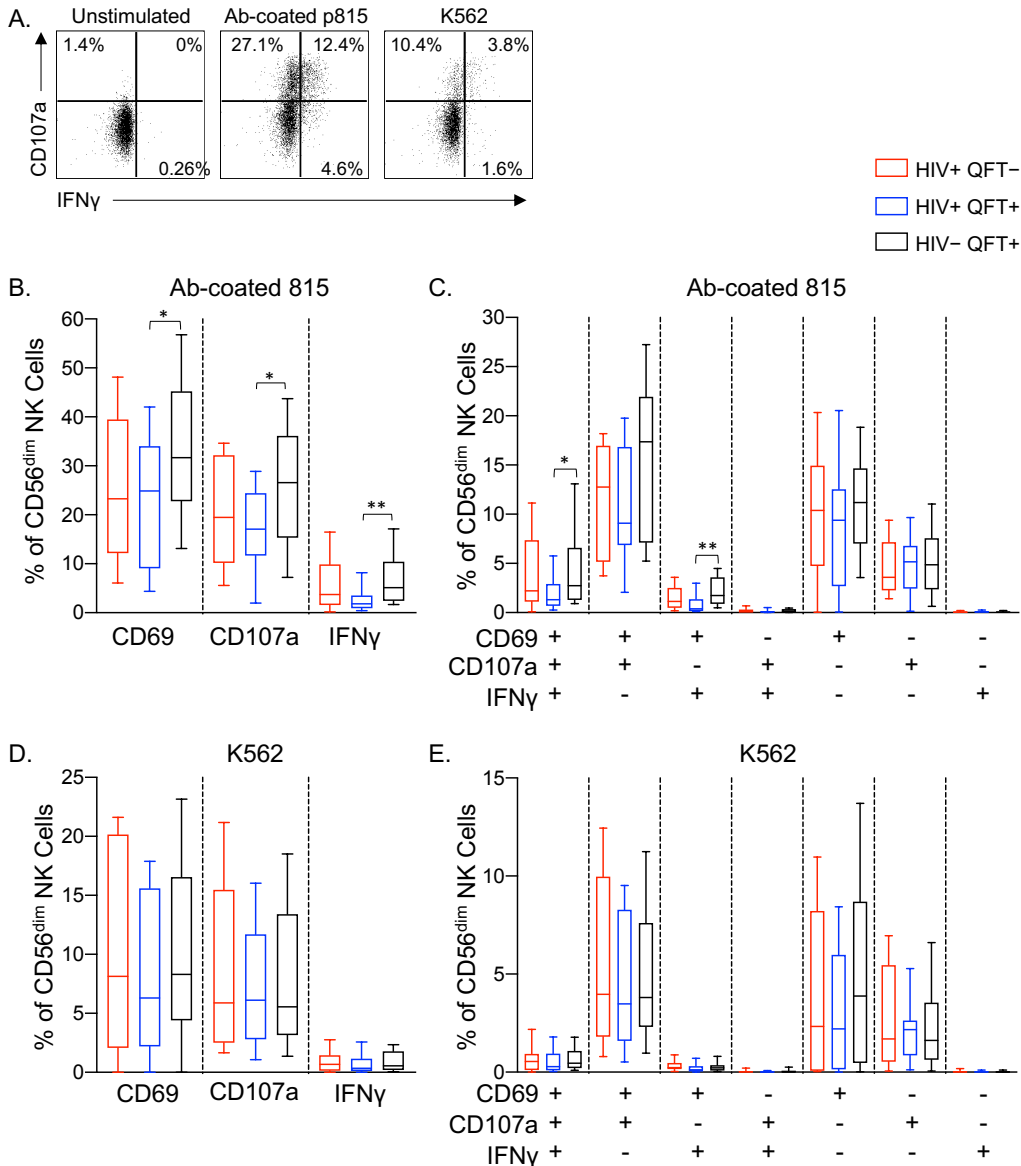 A.
Unstimulated Ab-coated p815 K562
1.4% 0% 27.1% 12.4% 10.4% 3.8%
CD107a
0.26% 4.6% 1.6%
IFNγ
HIV+ QFT−
HIV+ QFT+
HIV− QFT+
B. Ab-coated 815
% of CD56dim NK Cells
60
50
40
30
20
10
0
* * **
CD69 CD107a IFNγ
C. Ab-coated 815
% of CD56dim NK Cells
30
25
20
15
10
5
0
* **
CD69 + + + - + - -
CD107a + + - + - + -
IFNγ + - + + - - +
D. K562
% of CD56dim NK Cells
25
20
15
10
5
0
CD69 CD107a IFNγ
E. K562
% of CD56dim NK Cells
15
10
5
0
CD69 + + + - + - -
CD107a + + - + - + -
IFNγ + - + + - - +